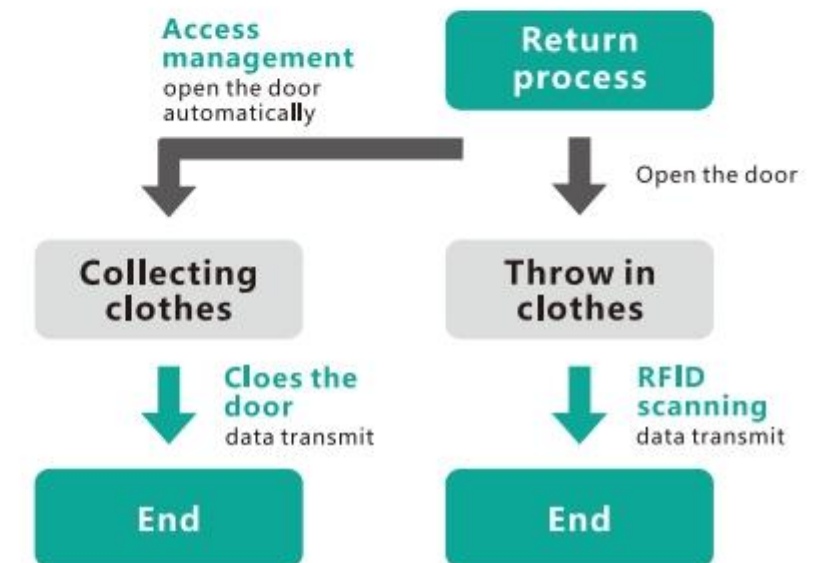 Access
management
open the door
automatically
Return
process
Open the door
Collecting
clothes
Throw in
clothes
Cloes the
door
data transmit
RFID
scanning
data transmit
End
End